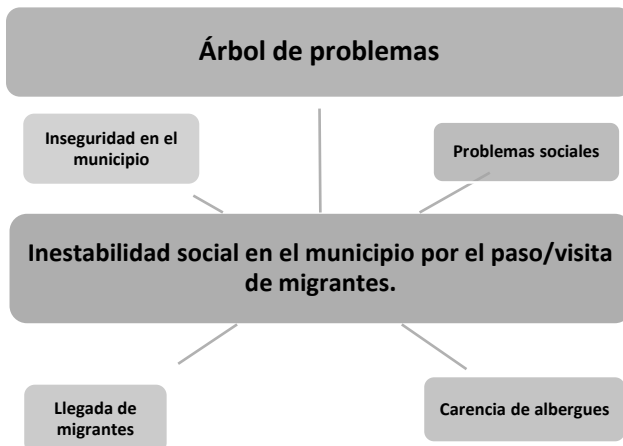 Árbol de problemas
Inseguridad en el
municipio
Problemas sociales
Inestabilidad social en el municipio por el paso/visita
de migrantes.
Llegada de
migrantes
Carencia de albergues